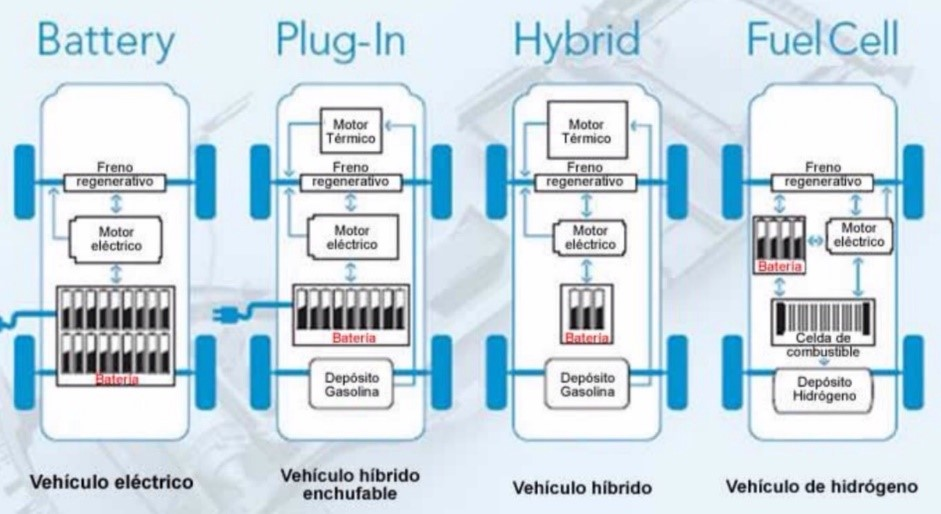 Battery
Plug-In
Hybrid
Fuel Cell
Freno
regenerativo
Motor
eléctrico
Batería
Vehículo eléctrico
Motor
Térmico
Freno
regenerativo
Motor
eléctrico
Batería
Depósito
Gasolina
Vehículo híbrido
enchufable
Motor
Térmico
Freno
regenerativo
Motor
eléctrico
Batería
Depósito
Gasolina
Vehículo híbrido
Freno
regenerativo
Motor
eléctrico
Batería
Celda de
combustible
Depósito
Hidrógeno
Vehículo de hidrógeno